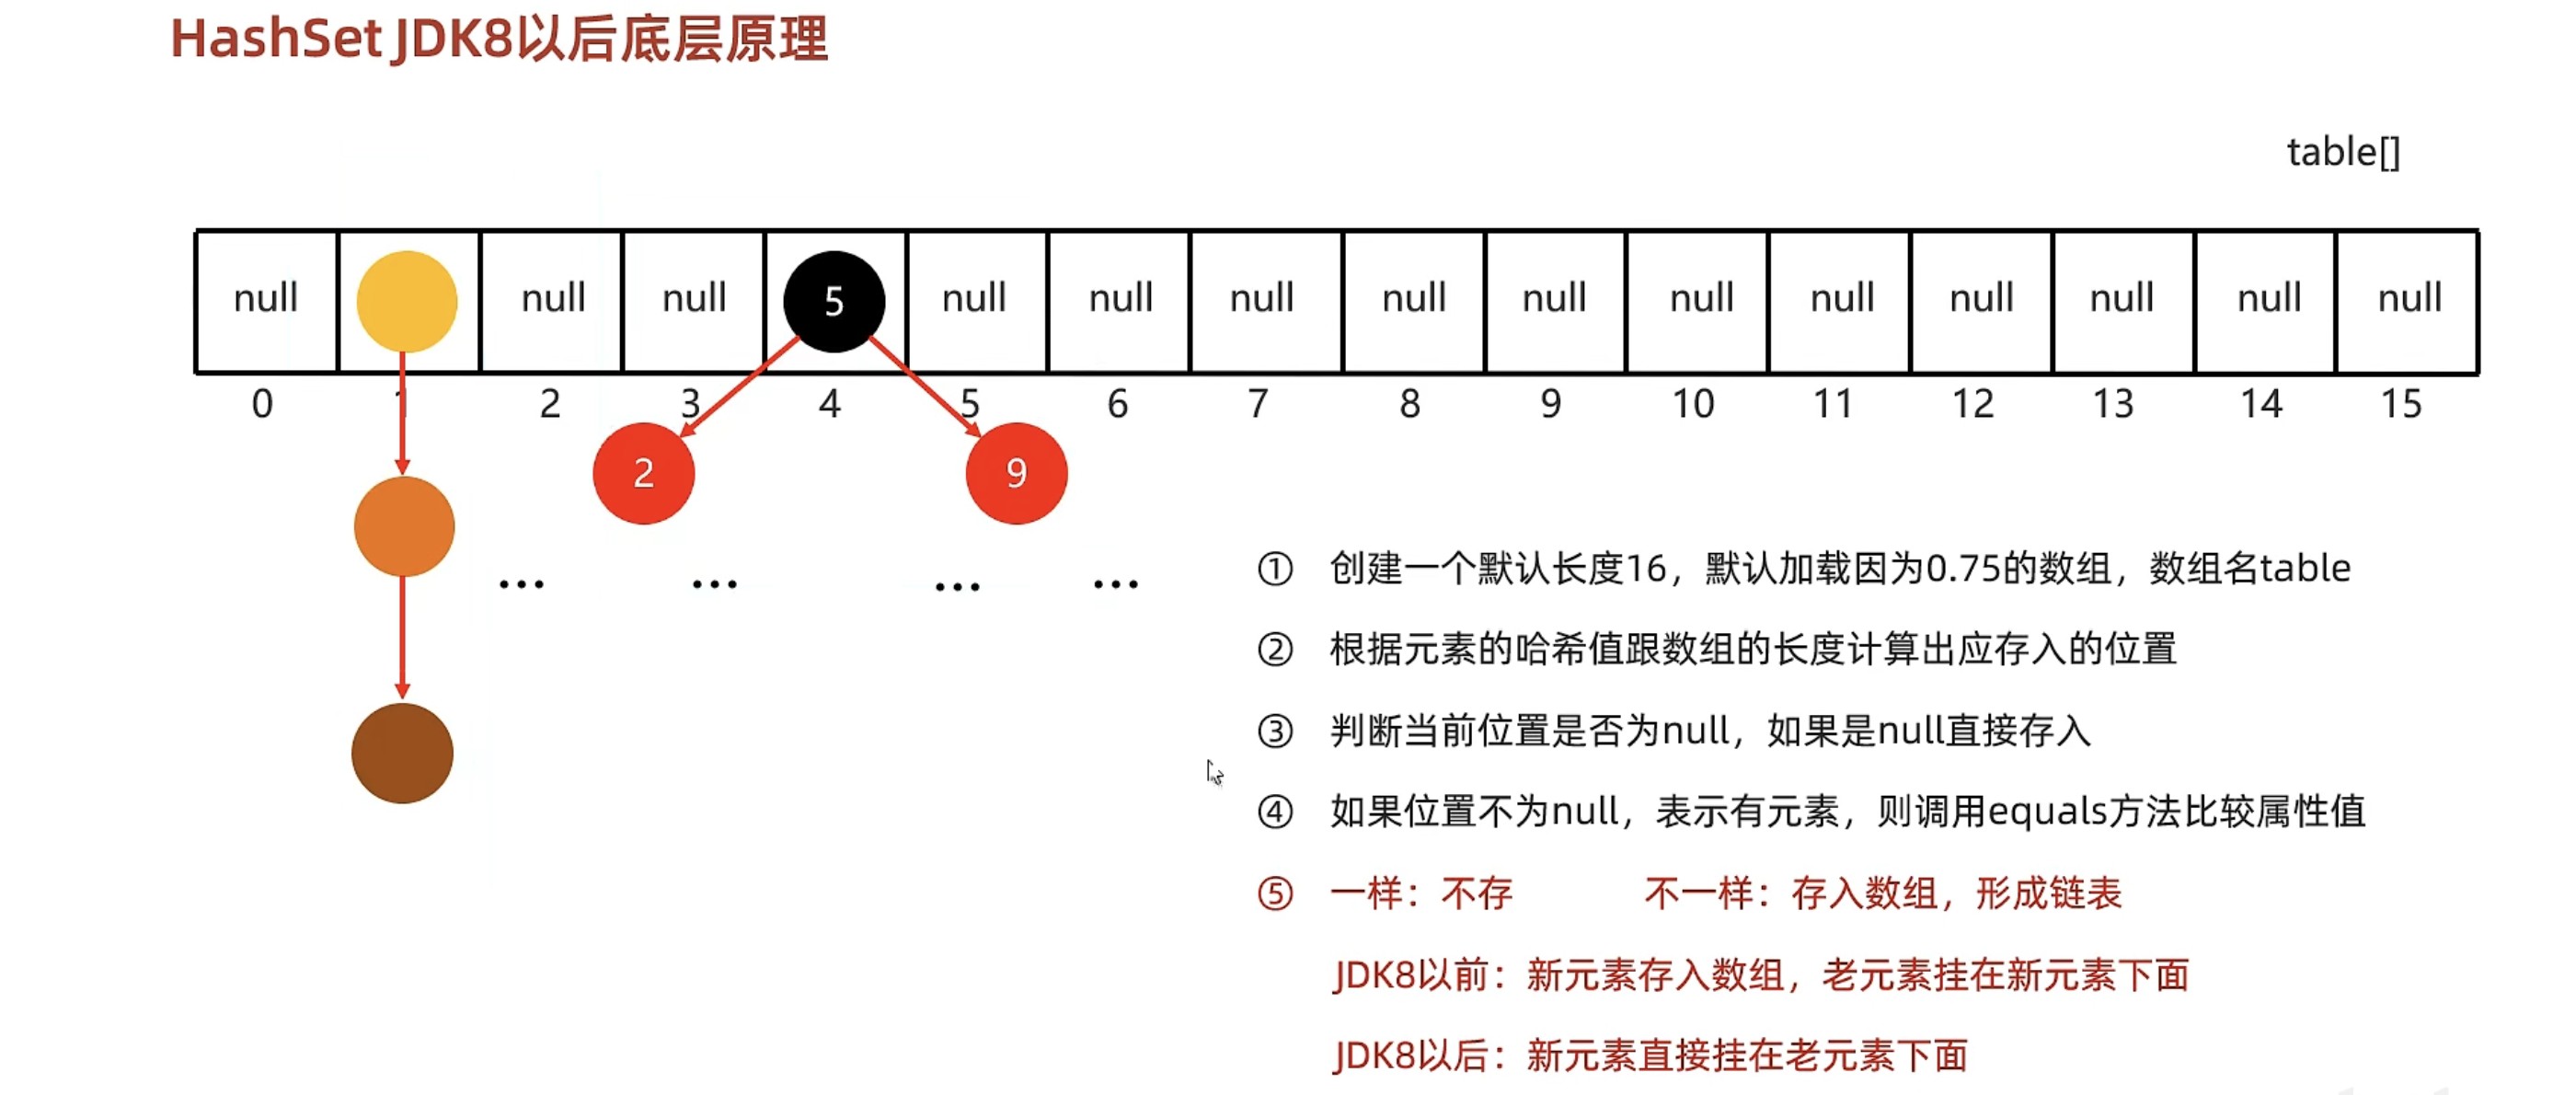 HashSet JDK8以后底层原理
table[]
null null null 5 null null null null null null null null null null null
0 1 2 3 4 5 6 7 8 9 10 11 12 13 14 15
2 9
... ... ... ...
① 创建一个默认长度16，默认加载因为0.75的数组，数组名table
② 根据元素的哈希值跟数组的长度计算出应存入的位置
③ 判断当前位置是否为null，如果是null直接存入
④ 如果位置不为null，表示有元素，则调用equals方法比较属性值
⑤ 一样：不存 不一样：存入数组，形成链表
JDK8以前：新元素存入数组，老元素挂在新元素下面
JDK8以后：新元素直接挂在老元素下面